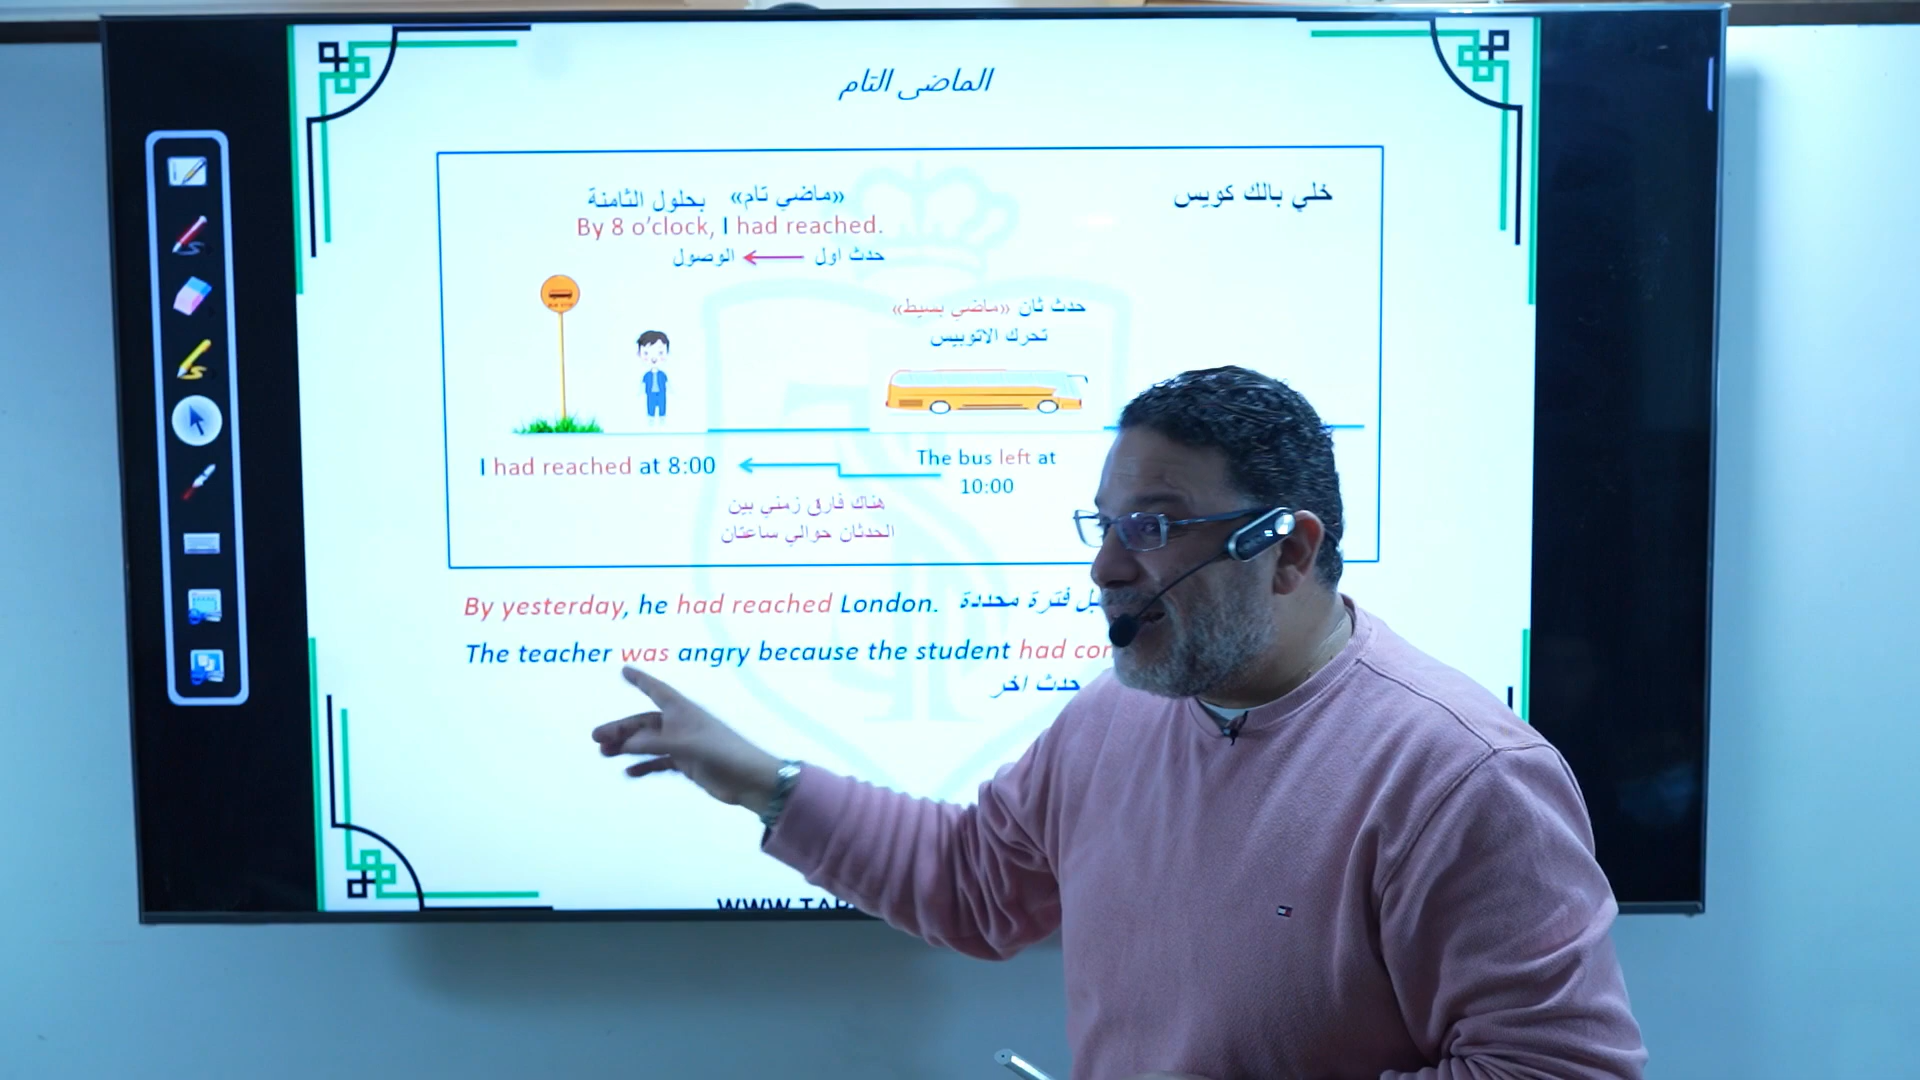 الماضى التام
خلي بالك كويس
«ماضي تام» بحلول الثامنة
By 8 o'clock, I had reached.
حدث اول الوصول
حدث ثان «ماضي بسيط»
تحرك الاتوبيس
I had reached at 8:00
The bus left at
10:00
هناك فارق زمني بين
الحدثان حوالي ساعتان
By yesterday, he had reached London. فترة محددة
The teacher was angry because the student had
حدث اخر